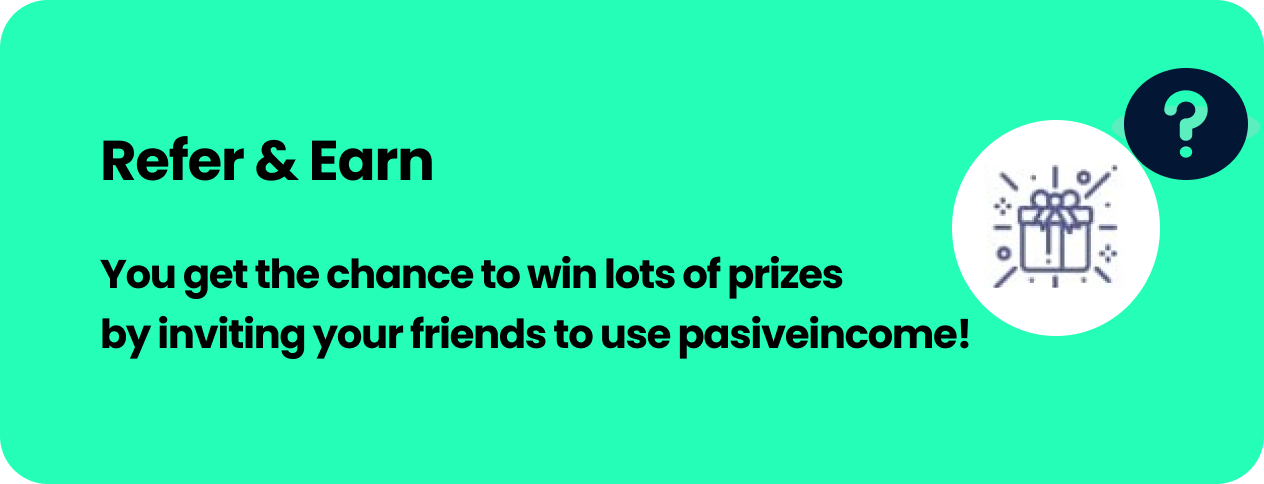 Refer & Earn
?
You get the chance to win lots of prizes
by inviting your friends to use pasiveincome!